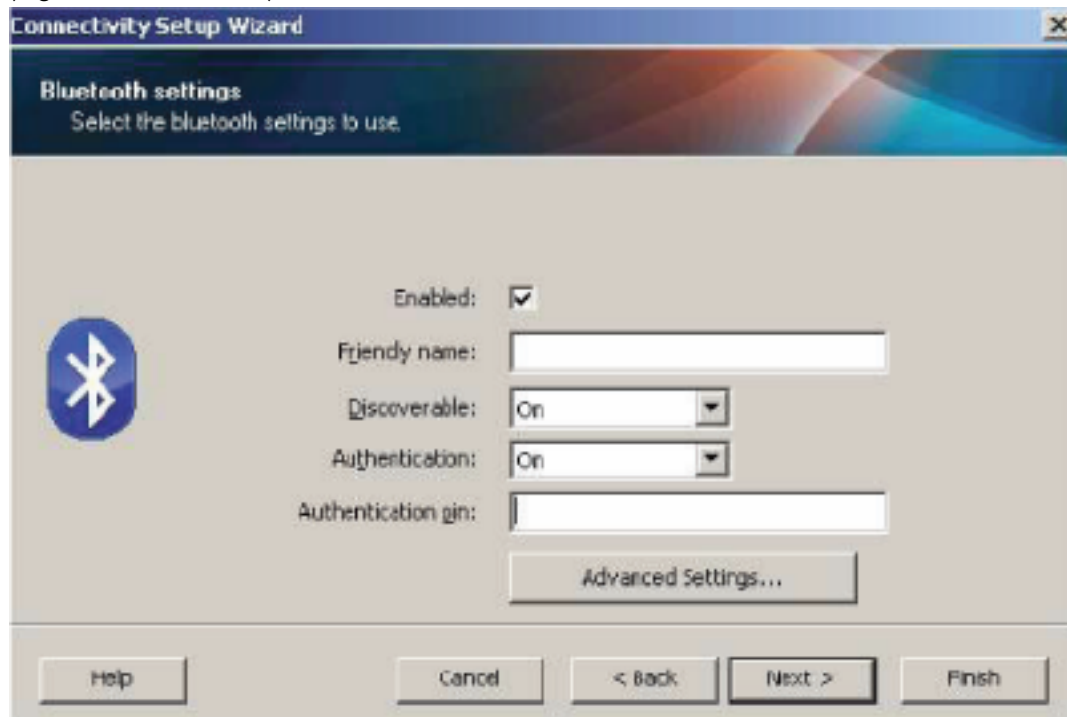 Connectivity Setup Wizard
Bluetooth settings
Select the bluetooth settings to use.
Enabled:
Friendly name:
Discoverable: On
Authentication: On
Authentication pin:
Advanced Settings...
Help Cancel < Back Next > Finish